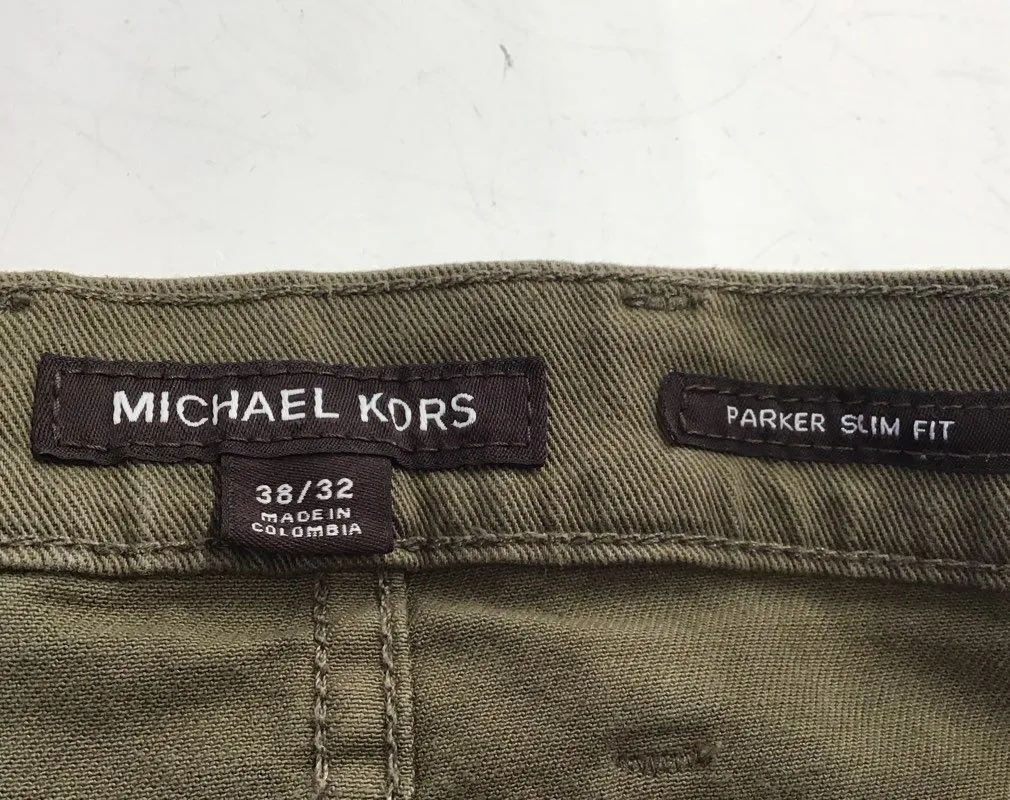 MICHAEL KORS
38/32
MADE IN
COLOMBIA
PARKER SLIM FIT